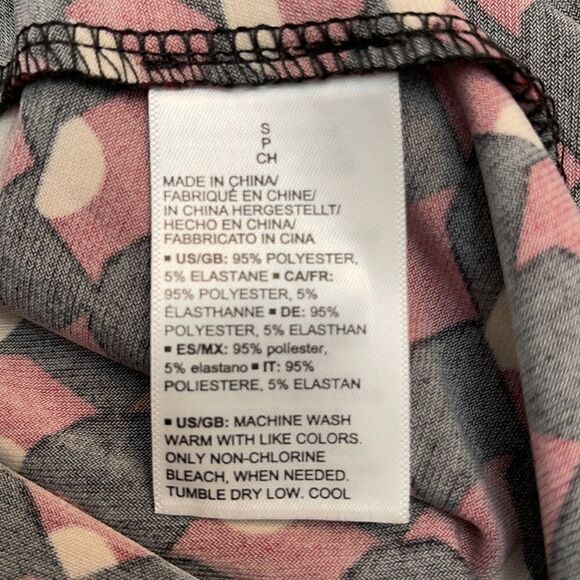 S
P
CH
MADE IN CHINA/
FABRIQUÉ EN CHINE/
IN CHINA HERGESTELLT/
HECHO EN CHINA/
FABBRICATO IN CINA
▪ US/GB: 95% POLYESTER,
5% ELASTANE ▪ CA/FR:
95% POLYESTER, 5%
ÉLASTHANNE ▪ DE: 95%
POLYESTER, 5% ELASTHAN
▪ ES/MX: 95% poliester,
5% elastano ▪ IT: 95%
POLIESTERE, 5% ELASTAN
▪ US/GB: MACHINE WASH
WARM WITH LIKE COLORS.
ONLY NON-CHLORINE
BLEACH, WHEN NEEDED.
TUMBLE DRY LOW. COOL